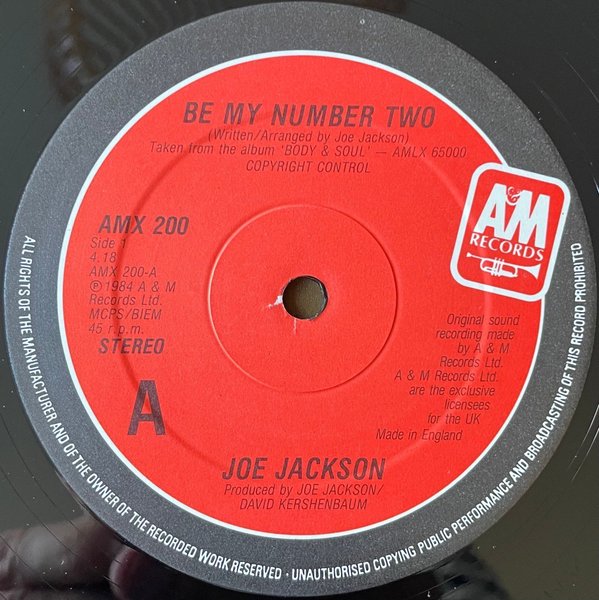 BE MY NUMBER TWO
(Written/Arranged by Joe Jackson)
Taken from the album 'BODY & SOUL' — AMLX 65000
COPYRIGHT CONTROL
A&M
RECORDS
AMX 200
Side 1
4.18
AMX 200-A
℗ 1984 A & M
Records Ltd.
MCPS/BIEM
45 r.p.m.
STEREO
A
Original sound
recording made
by A & M
Records Ltd.
A & M Records Ltd.
are the exclusive
licensees
for the UK
Made in England
JOE JACKSON
Produced by JOE JACKSON/
DAVID KERSHENBAUM
ALL RIGHTS OF THE MANUFACTURER AND OF THE OWNER OF THE RECORDED WORK RESERVED · UNAUTHORISED COPYING PUBLIC PERFORMANCE AND BROADCASTING OF THIS RECORD PROHIBITED